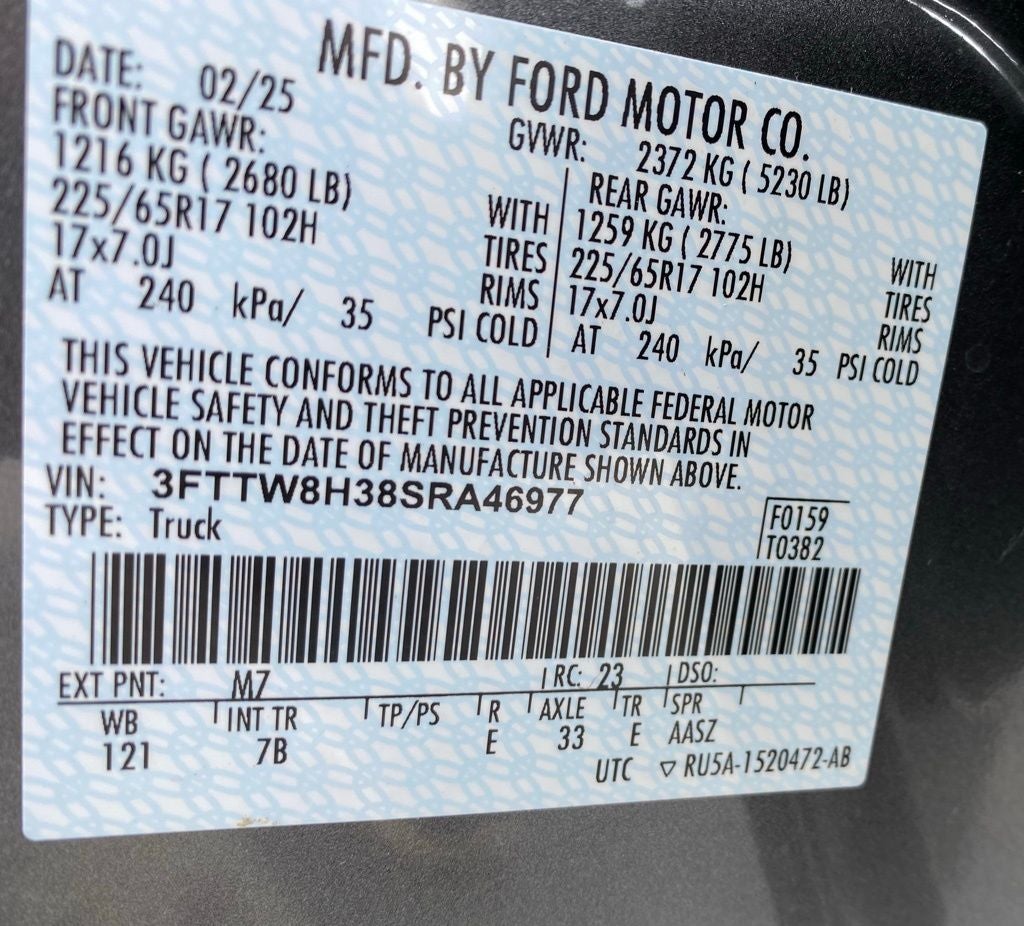 MFD. BY FORD MOTOR CO.
DATE: 02/25
GVWR: 2372 KG ( 5230 LB)
FRONT GAWR:
1216 KG ( 2680 LB) WITH
225/65R17 102H TIRES
17x7.0J RIMS
AT 240 kPa/ 35 PSI COLD
REAR GAWR:
1259 KG ( 2775 LB) WITH
225/65R17 102H TIRES
17x7.0J RIMS
AT 240 kPa/ 35 PSI COLD
THIS VEHICLE CONFORMS TO ALL APPLICABLE FEDERAL MOTOR
VEHICLE SAFETY AND THEFT PREVENTION STANDARDS IN
EFFECT ON THE DATE OF MANUFACTURE SHOWN ABOVE.
VIN: 3FTTW8H38SRA46977
TYPE: Truck
F0159
T0382
EXT PNT: M7 RC: 23 DSO:
WB INT TR TP/PS R AXLE TR SPR
121 7B E 33 E AASZ
UTC ▽ RU5A-1520472-AB